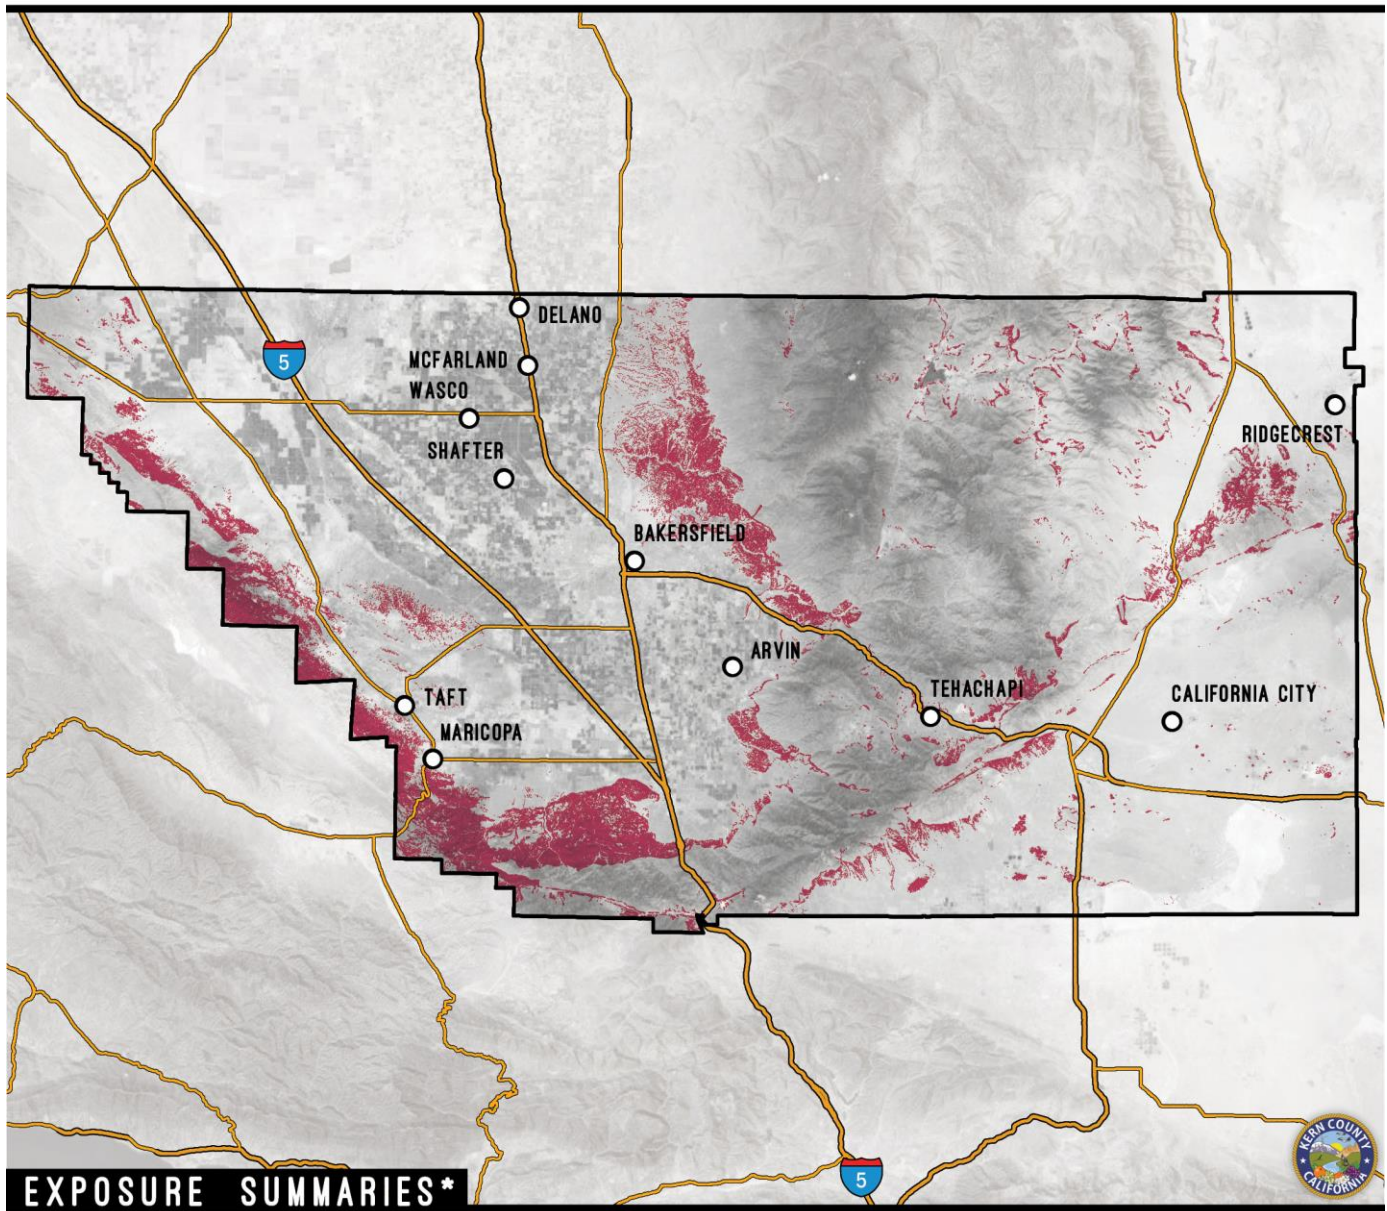 DELANO
MCFARLAND
WASCO
5
SHAFTER
RIDGECREST
BAKERSFIELD
ARVIN
TAFT
TEHACHAPI
CALIFORNIA CITY
MARICOPA
KERN COUNTY
CALIFORNIA
5
EXPOSURE SUMMARIES*